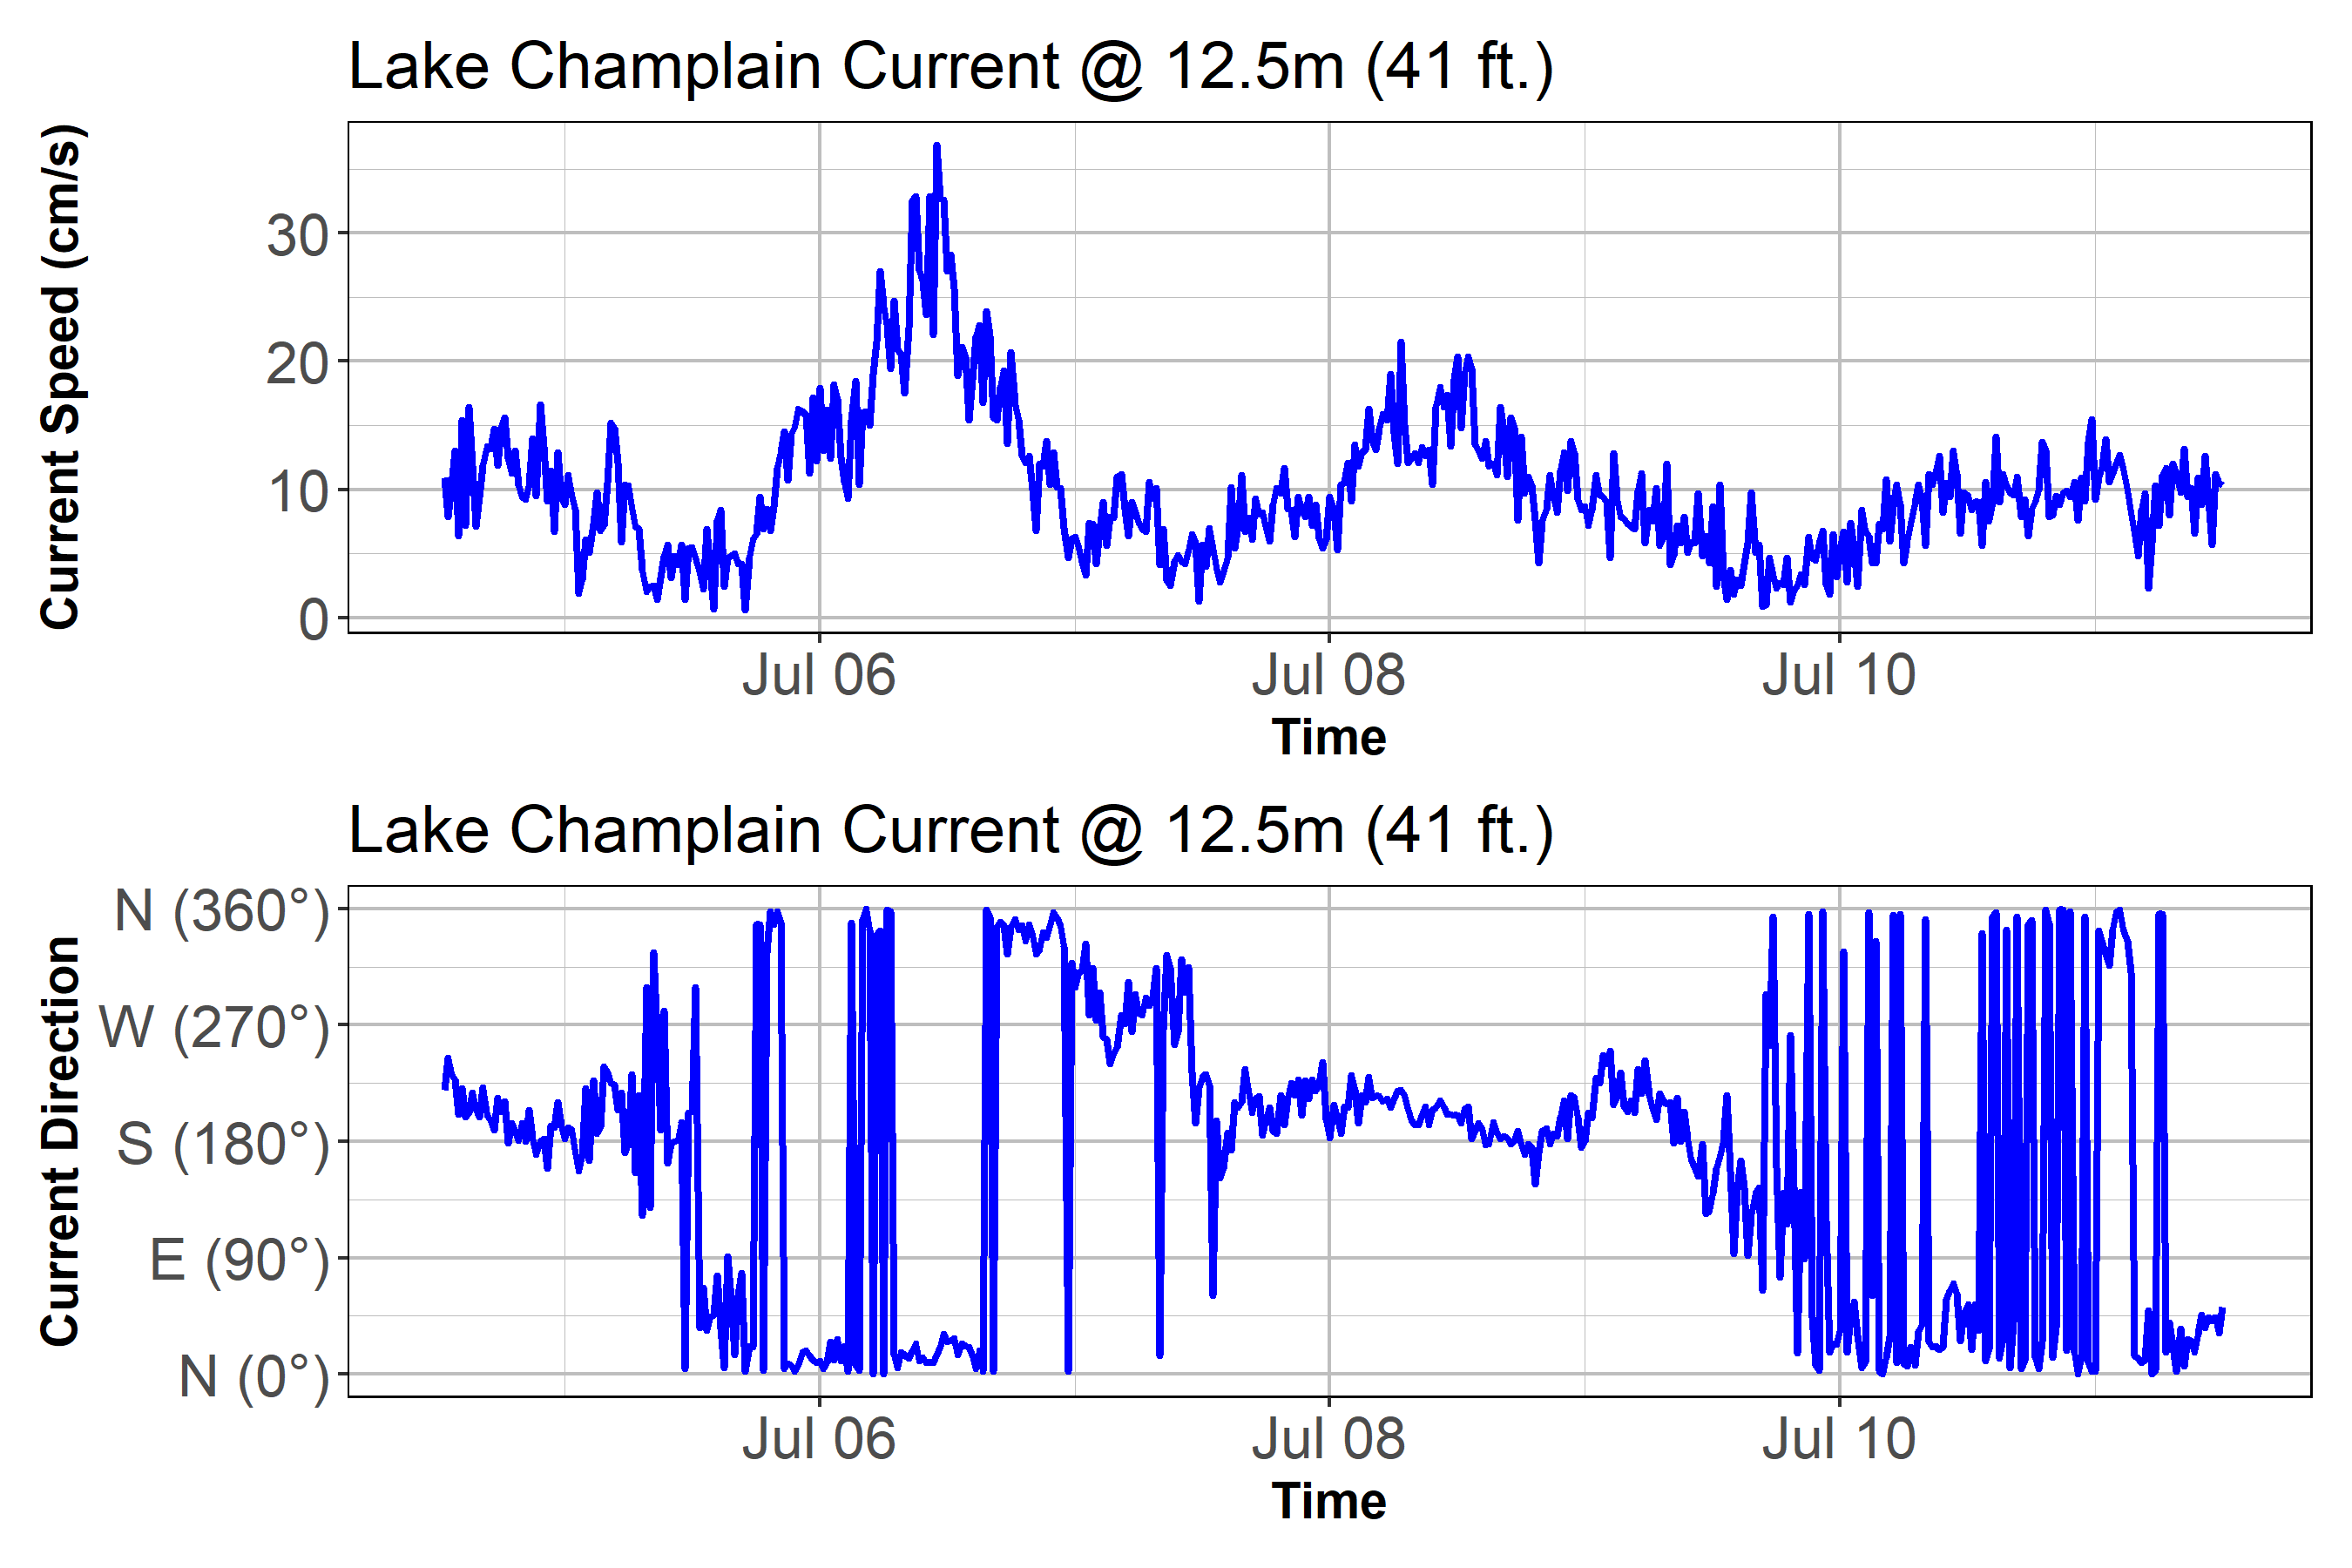 Lake Champlain Current @ 12.5m (41 ft.)
Current Speed (cm/s)
30
20
10
0
Jul 06
Jul 08
Jul 10
Time
Lake Champlain Current @ 12.5m (41 ft.)
Current Direction
N (360°)
W (270°)
S (180°)
E (90°)
N (0°)
Jul 06
Jul 08
Jul 10
Time